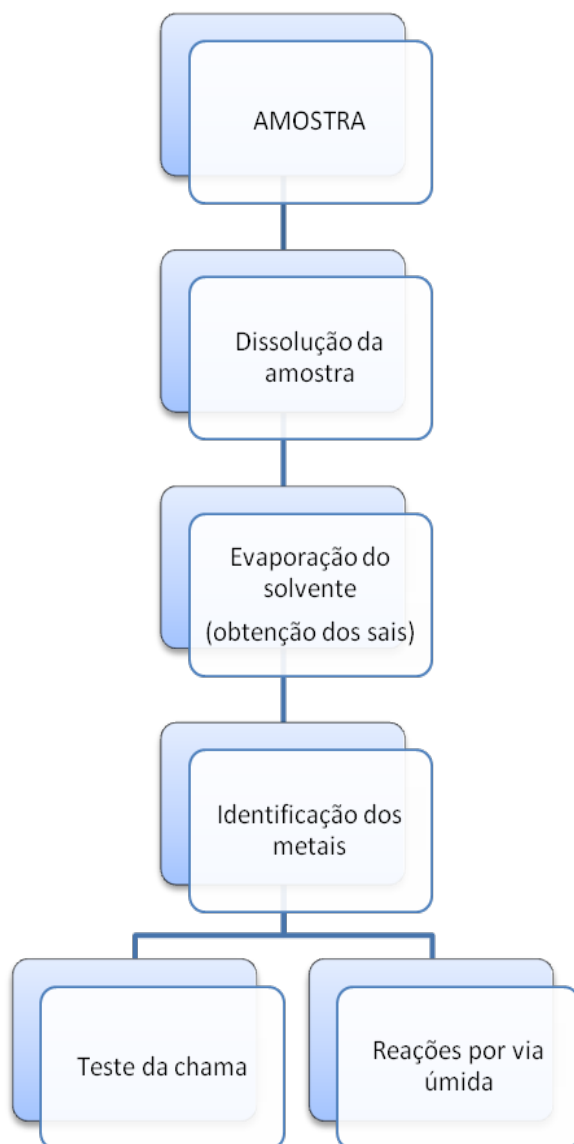 AMOSTRA
Dissolução da
amostra
Evaporação do
solvente
(obtenção dos sais)
Identificação dos
metais
Teste da chama
Reações por via
úmida